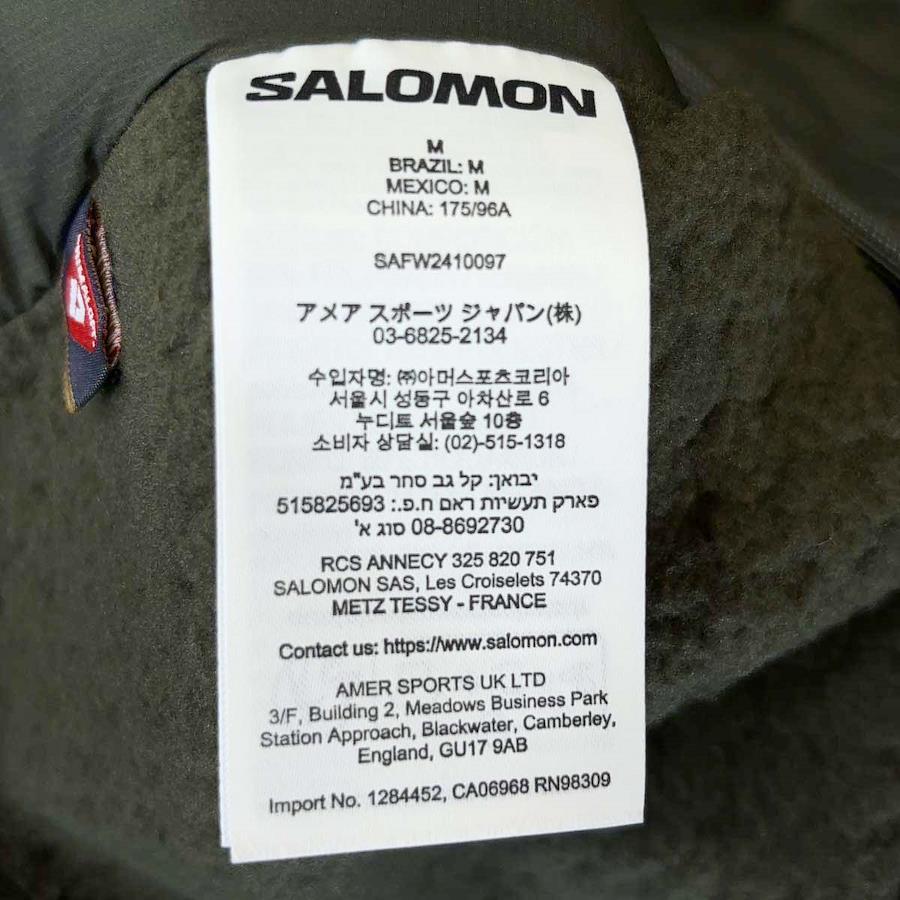 SALOMON
M
BRAZIL: M
MEXICO: M
CHINA: 175/96A
SAFW2410097
アメア スポーツ ジャパン(株)
03-6825-2134
수입자명: ㈜아머스포츠코리아
서울시 성동구 아차산로 6
누디트 서울숲 10층
소비자 상담실: (02)-515-1318
יבואן: קל גב סחר בע"מ
פארק תעשיות ראם ח.פ.: 515825693
08-8692730 סוג א'
RCS ANNECY 325 820 751
SALOMON SAS, Les Croiselets 74370
METZ TESSY - FRANCE
Contact us: https://www.salomon.com
AMER SPORTS UK LTD
3/F, Building 2, Meadows Business Park
Station Approach, Blackwater, Camberley,
England, GU17 9AB
Import No. 1284452, CA06968 RN98309